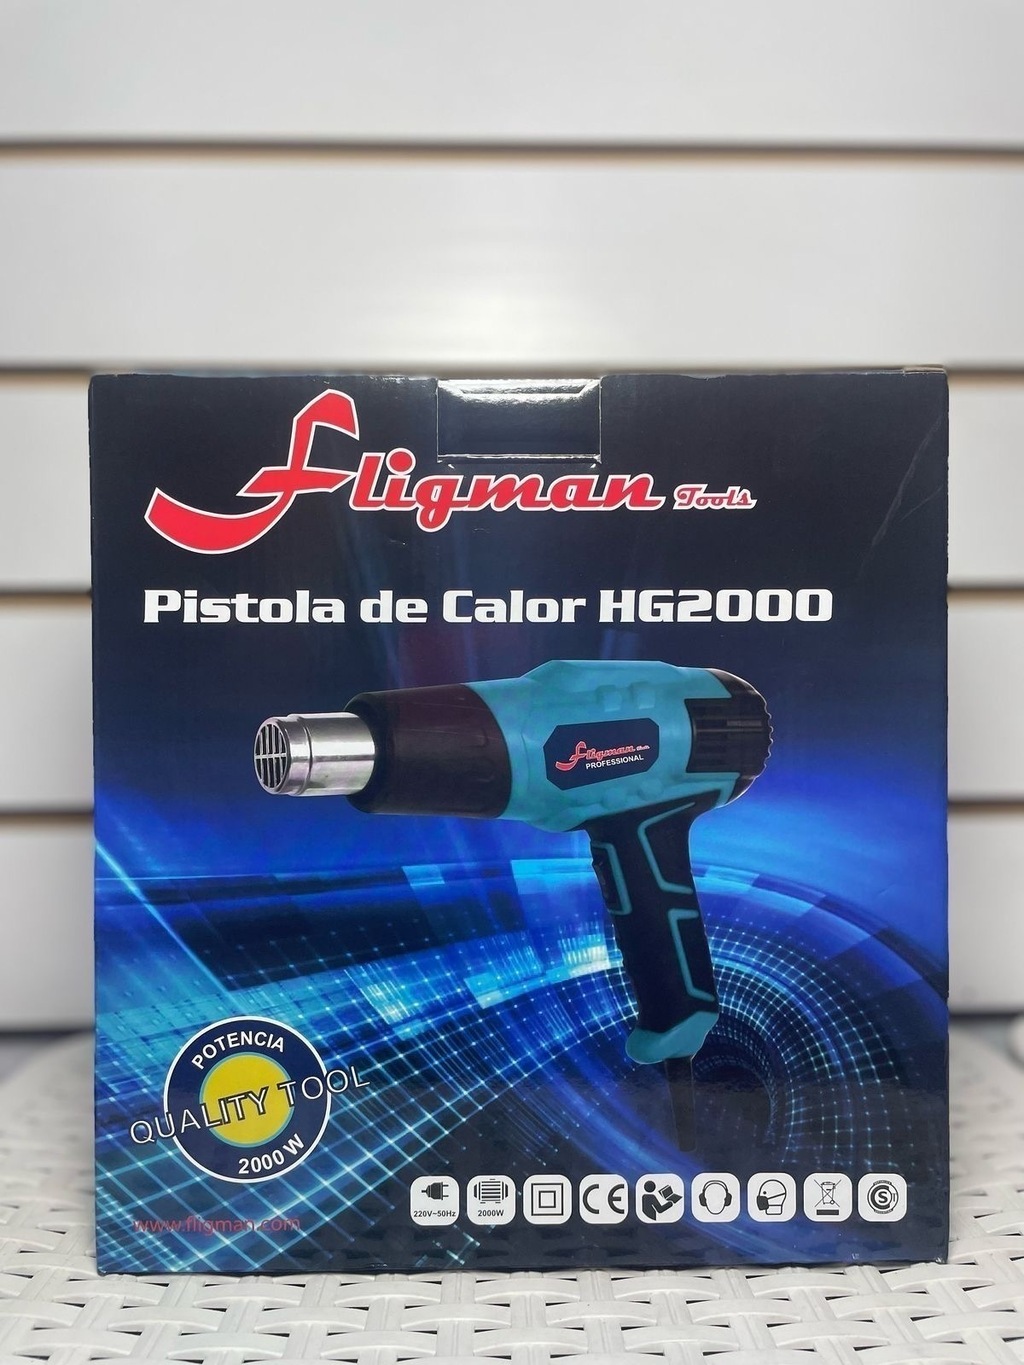 Fligman Tools
Pistola de Calor HG2000
Fligman Tools
PROFESSIONAL
POTENCIA
QUALITY TOOL
2000 W
www.fligman.com
220V~50Hz
2000W
CE
S